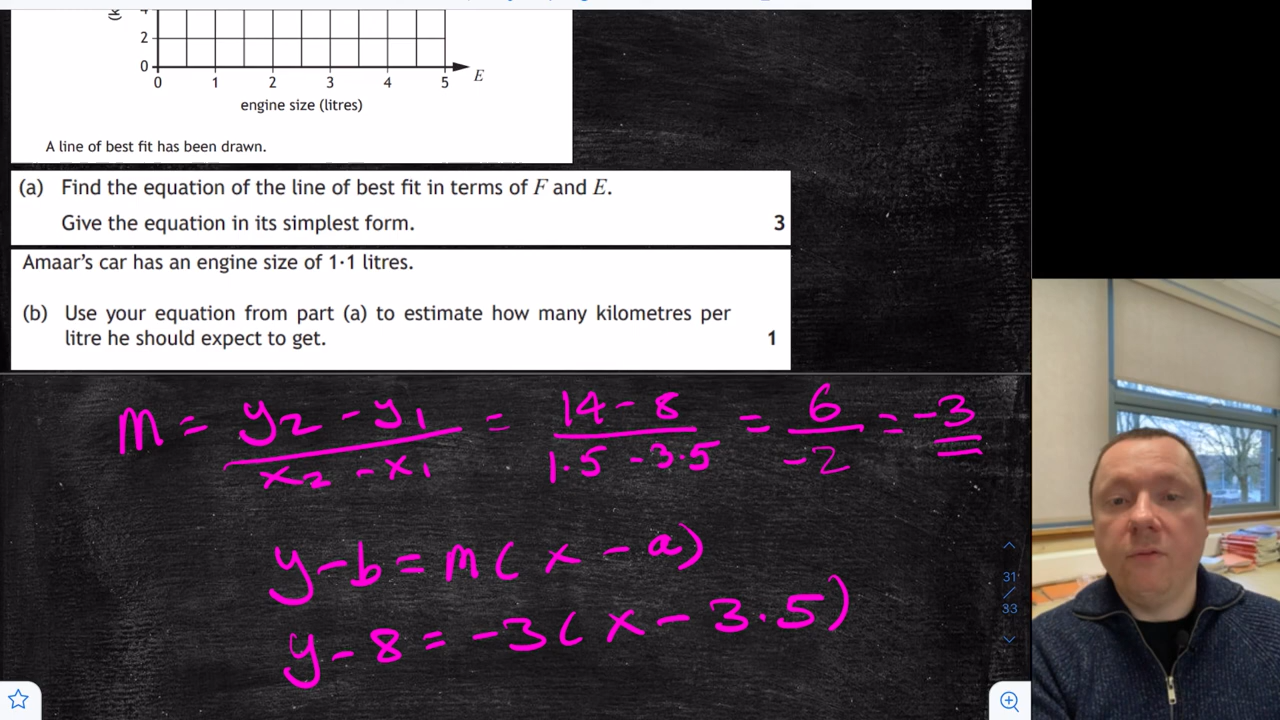 4
2
0
0 1 2 3 4 5 E
engine size (litres)
A line of best fit has been drawn.
(a) Find the equation of the line of best fit in terms of F and E.
Give the equation in its simplest form. 3
Amaar's car has an engine size of 1·1 litres.
(b) Use your equation from part (a) to estimate how many kilometres per
litre he should expect to get. 1
m = y2 - y1 / x2 - x1 = 14 - 8 / 1.5 - 3.5 = 6 / -2 = -3
y - b = m ( x - a)
y - 8 = -3 ( x - 3.5)
31
/
33